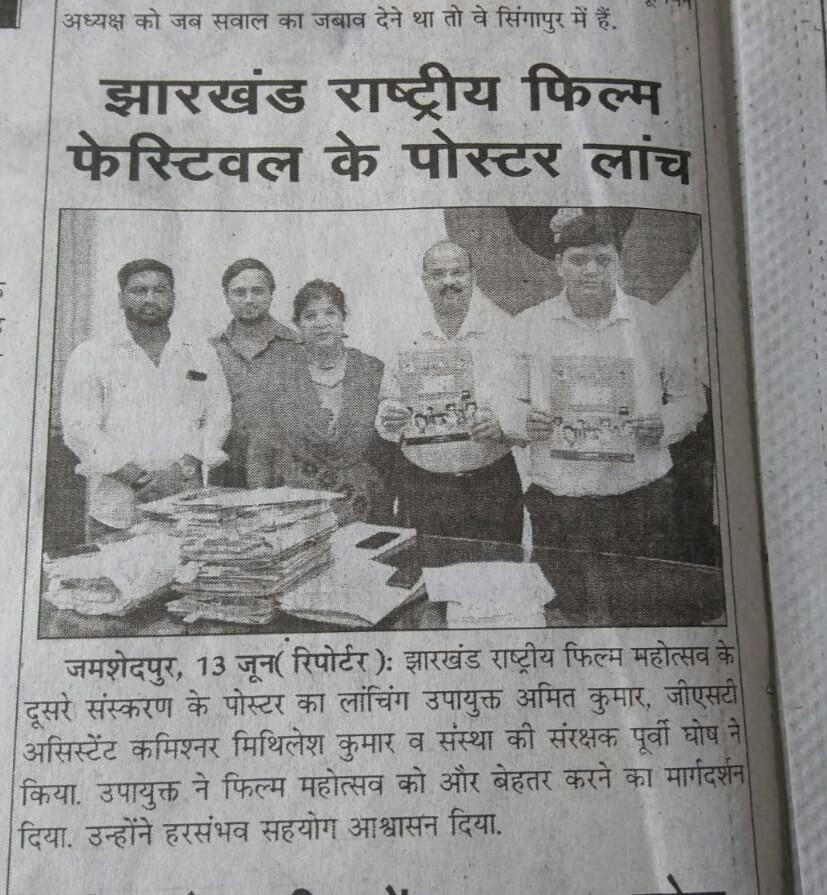 अध्यक्ष को जब सवाल का जबाव देने था तो वे सिंगापुर में हैं.
झारखंड राष्ट्रीय फिल्म
फेस्टिवल के पोस्टर लांच
जमशेदपुर, 13 जून( रिपोर्टर ): झारखंड राष्ट्रीय फिल्म महोत्सव के
दूसरे संस्करण के पोस्टर का लांचिंग उपायुक्त अमित कुमार, जीएसटी
असिस्टेंट कमिश्नर मिथिलेश कुमार व संस्था की संरक्षक पूर्वी घोष ने
किया. उपायुक्त ने फिल्म महोत्सव को और बेहतर करने का मार्गदर्शन
दिया. उन्होंने हरसंभव सहयोग आश्वासन दिया.